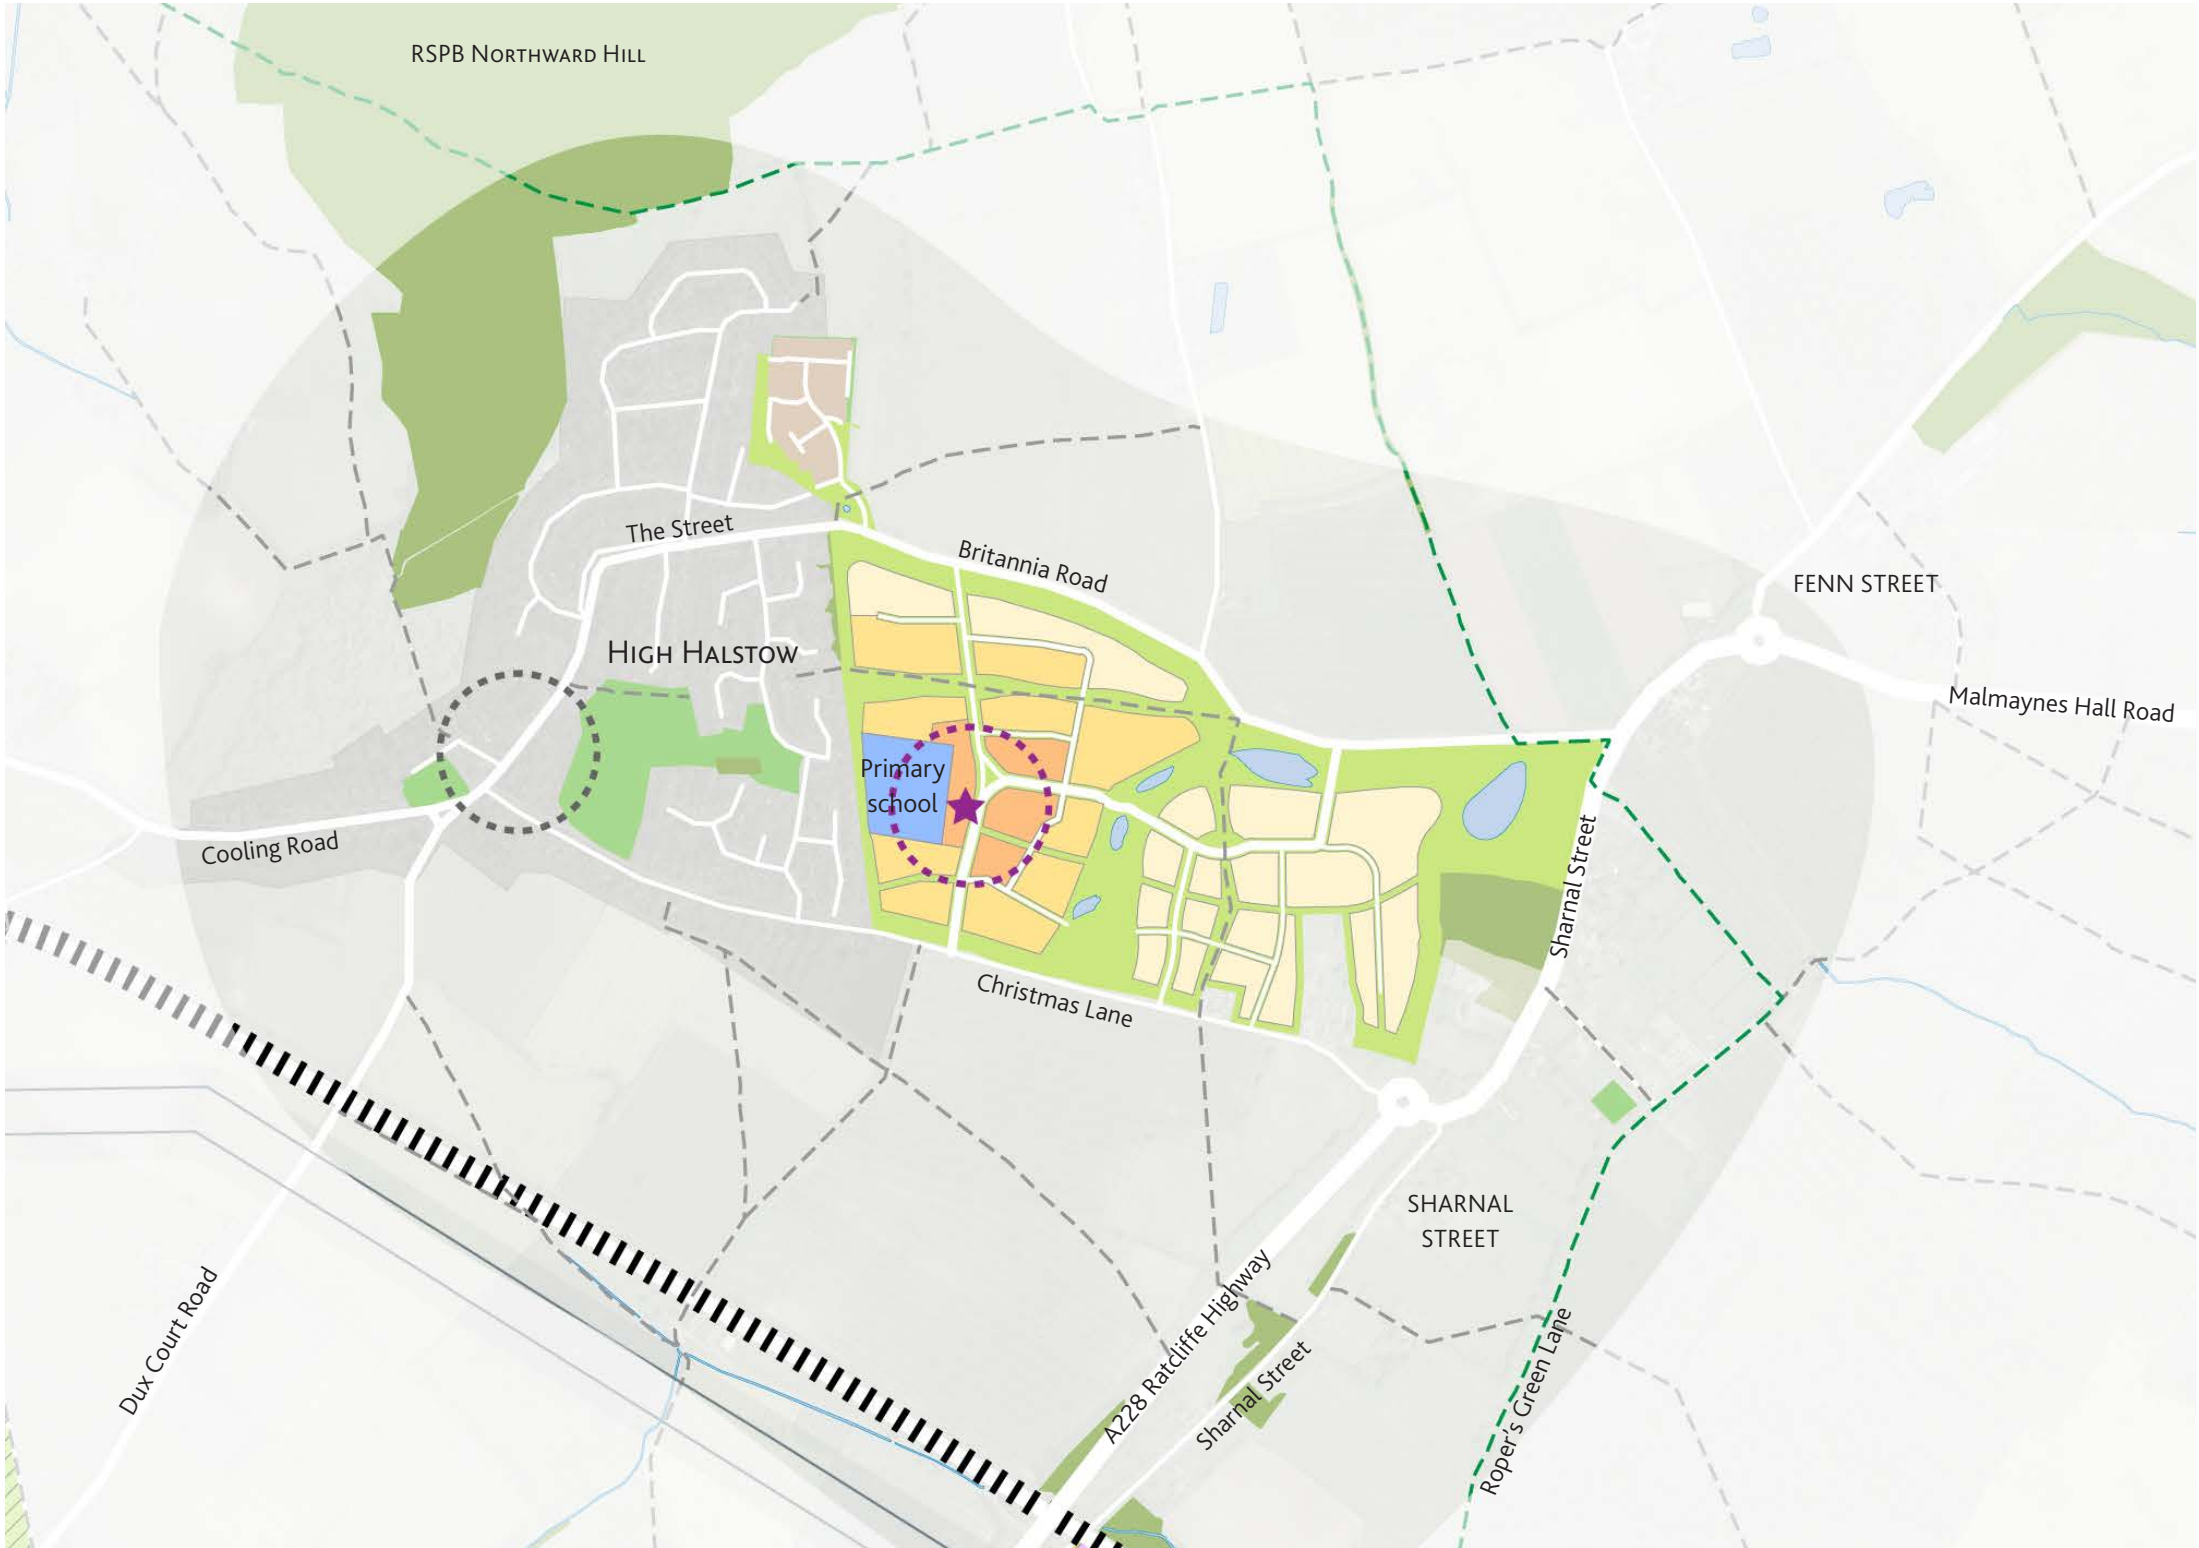 RSPB NORTHWARD HILL
The Street
Britannia Road
FENN STREET
HIGH HALSTOW
Malmaynes Hall Road
Primary
school
Cooling Road
Sharnal Street
Christmas Lane
SHARNAL
STREET
Dux Court Road
A228 Ratcliffe Highway
Sharnal Street
Roper's Green Lane